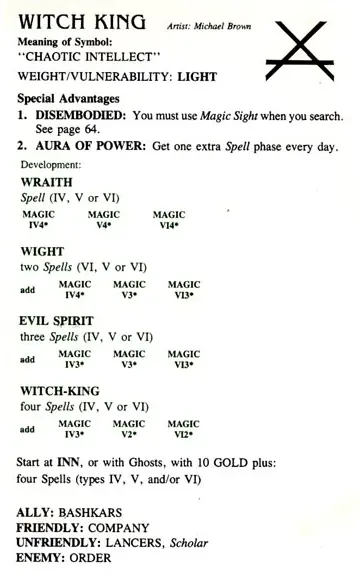 WITCH KING Artist: Michael Brown
Meaning of Symbol:
"CHAOTIC INTELLECT"
WEIGHT/VULNERABILITY: LIGHT
Special Advantages
1. DISEMBODIED: You must use Magic Sight when you search.
See page 64.
2. AURA OF POWER: Get one extra Spell phase every day.
Development:
WRAITH
Spell (IV, V or VI)
MAGIC MAGIC MAGIC
IV4* V4* VI4*
WIGHT
two Spells (VI, V or VI)
add MAGIC MAGIC MAGIC
IV4* V3* VI3*
EVIL SPIRIT
three Spells (IV, V or VI)
add MAGIC MAGIC MAGIC
IV3* V3* VI3*
WITCH-KING
four Spells (IV, V or VI)
add MAGIC MAGIC MAGIC
IV3* V2* VI2*
Start at INN, or with Ghosts, with 10 GOLD plus:
four Spells (types IV, V, and/or VI)
ALLY: BASHKARS
FRIENDLY: COMPANY
UNFRIENDLY: LANCERS, Scholar
ENEMY: ORDER